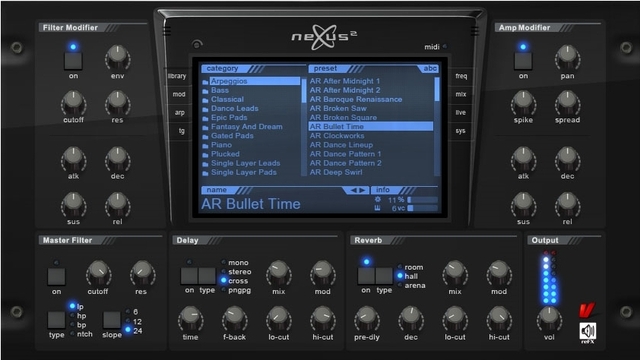 Filter Modifier
on
env
cutoff
res
atk
dec
sus
rel
nexus²
midi
library
mod
arp
tg
category
Arpeggios
Bass
Classical
Dance Leads
Epic Pads
Fantasy And Dream
Gated Pads
Piano
Plucked
Single Layer Leads
Single Layer Pads
preset
abc
AR After Midnight 1
AR After Midnight 2
AR Baroque Renaissance
AR Broken Saw
AR Broken Square
AR Bullet Time
AR Clockworks
AR Dance Lineup
AR Dance Pattern 1
AR Dance Pattern 2
AR Deep Swirl
name
AR Bullet Time
info
11 %
6 vc
freq
mix
live
sys
Amp Modifier
on
pan
spike
spread
atk
dec
sus
rel
Master Filter
on
cutoff
res
type
lp
hp
bp
ntch
slope
6
12
24
Delay
on
type
mono
stereo
cross
pngpg
mix
mod
time
f-back
lo-cut
hi-cut
Reverb
on
type
room
hall
arena
mix
mod
pre-dly
dec
lo-cut
hi-cut
Output
vol
reFX